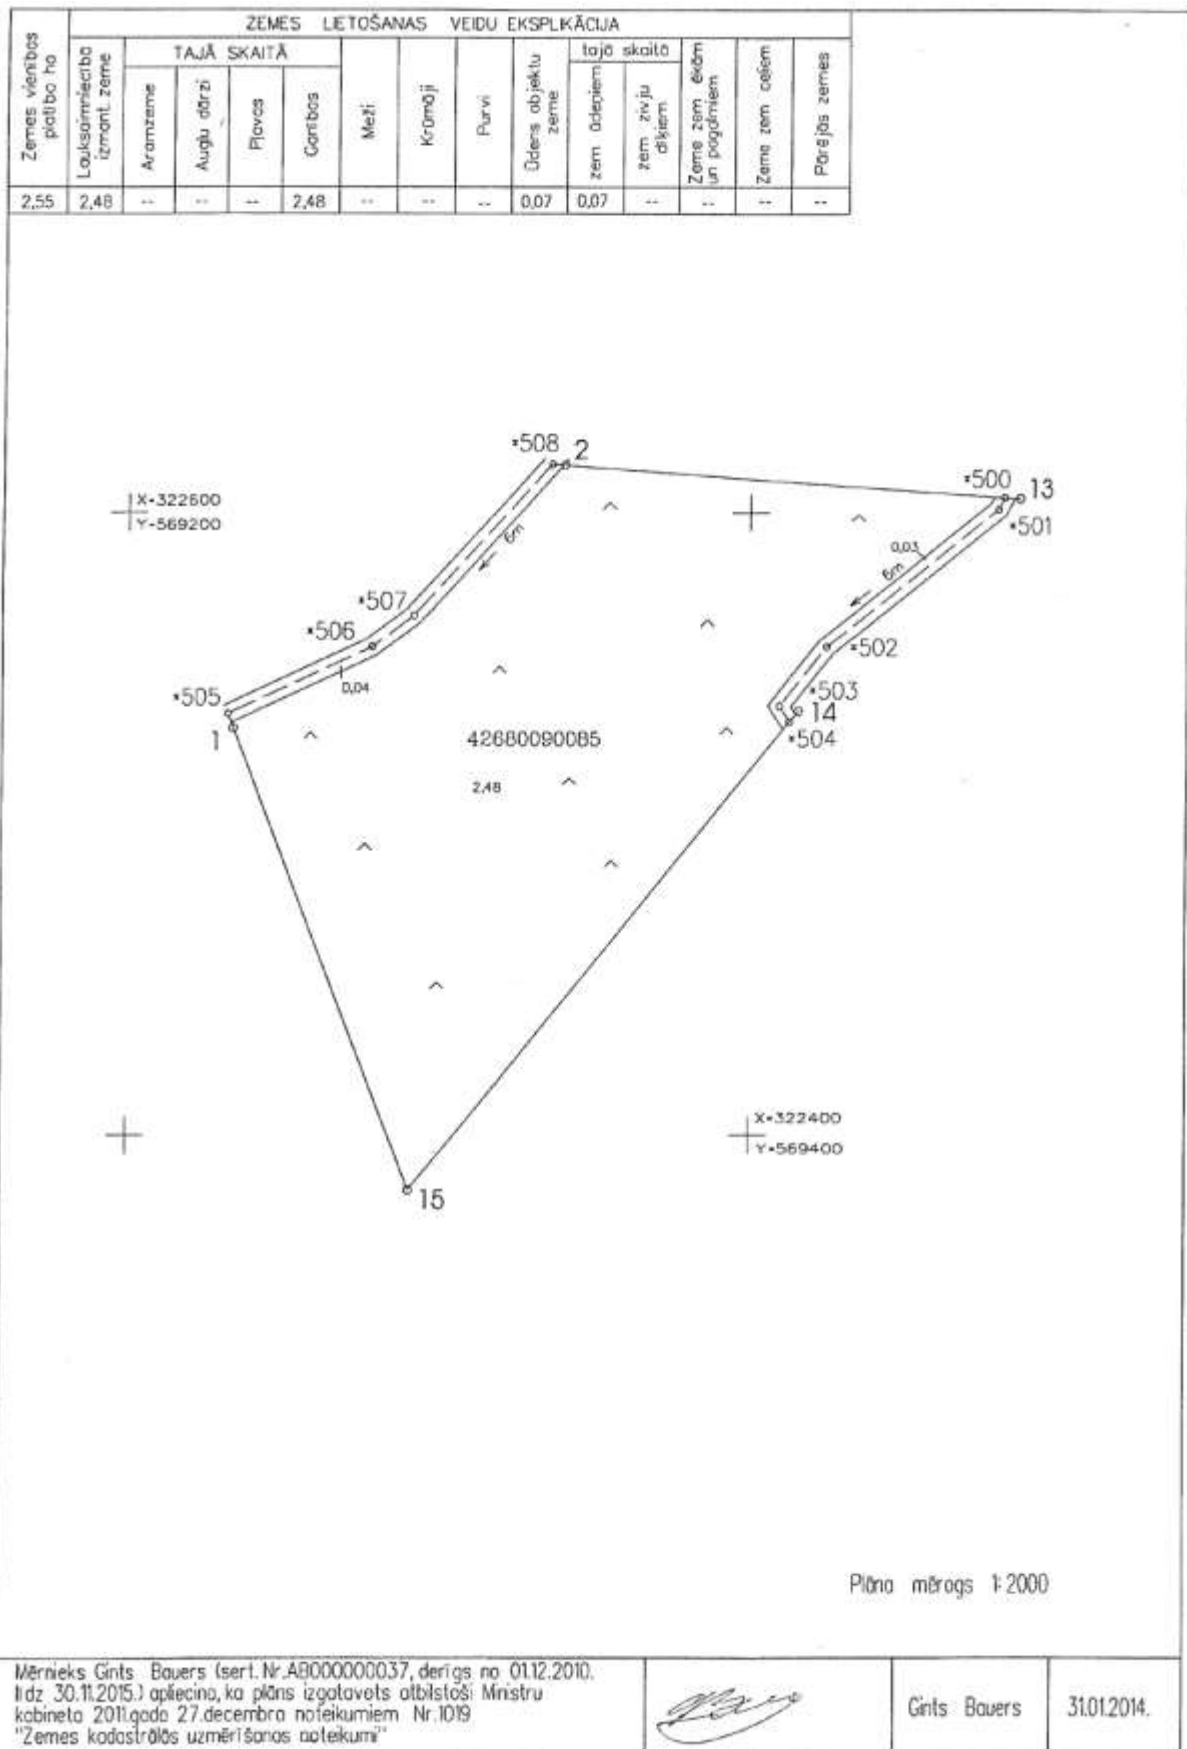 ZEMES LIETOŠANAS VEIDU EKSPLIKĀCIJA
Zemes vienības platība ha
Lauksaimniecībā izmant. zeme
TAJĀ SKAITĀ
Aramzeme
Augļu dārzi
Pļavas
Ganības
Meži
Krūmāji
Purvi
Ūdens objektu zeme
tajā skaitā
zem ūdeņiem
zem zivju dīķiem
Zeme zem ēkām un pagalmiem
Zeme zem ceļiem
Pārējās zemes
2,55 2,48 -- -- -- 2,48 -- -- -- 0,07 0,07 -- -- -- --
*508 2
*500 13
X=322600
Y=569200
*501
0,03
6m
6m
*507
*506
*502
*505
0,04
*503
14
1
42680090085
*504
2,48
X=322400
Y=569400
15
Plāna mērogs 1:2000
Mērnieks Gints Bauers (sert. Nr.AB000000037, derīgs no 01.12.2010.
līdz 30.11.2015.) apliecina, ka plāns izgatavots atbilstoši Ministru
kabineta 2011.gada 27.decembra noteikumiem Nr.1019
"Zemes kadastrālās uzmērīšanas noteikumi"
Gints Bauers
31.01.2014.